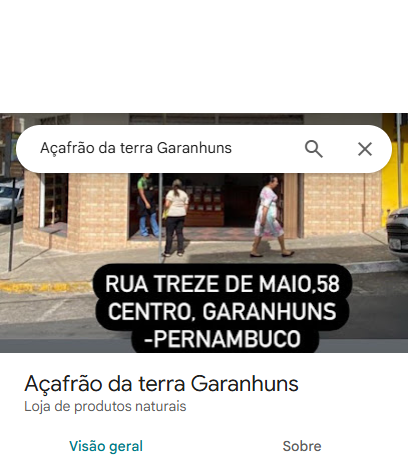 Açafrão da terra Garanhuns
RUA TREZE DE MAIO,58
CENTRO, GARANHUNS
-PERNAMBUCO
Açafrão da terra Garanhuns
Loja de produtos naturais
Visão geral
Sobre